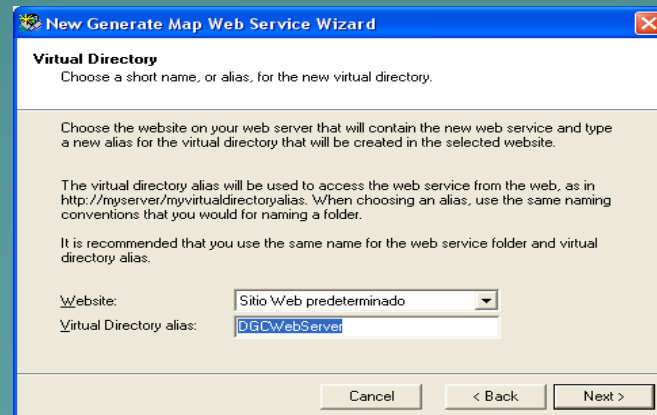 New Generate Map Web Service Wizard
Virtual Directory
Choose a short name, or alias, for the new virtual directory.
Choose the website on your web server that will contain the new web service and type
a new alias for the virtual directory that will be created in the selected website.
The virtual directory alias will be used to access the web service from the web, as in
http://myserver/myvirtualdirectoryalias. When choosing an alias, use the same naming
conventions that you would for naming a folder.
It is recommended that you use the same name for the web service folder and virtual
directory alias.
Website: Sitio Web predeterminado
Virtual Directory alias: DGCWebServer
Cancel < Back Next >